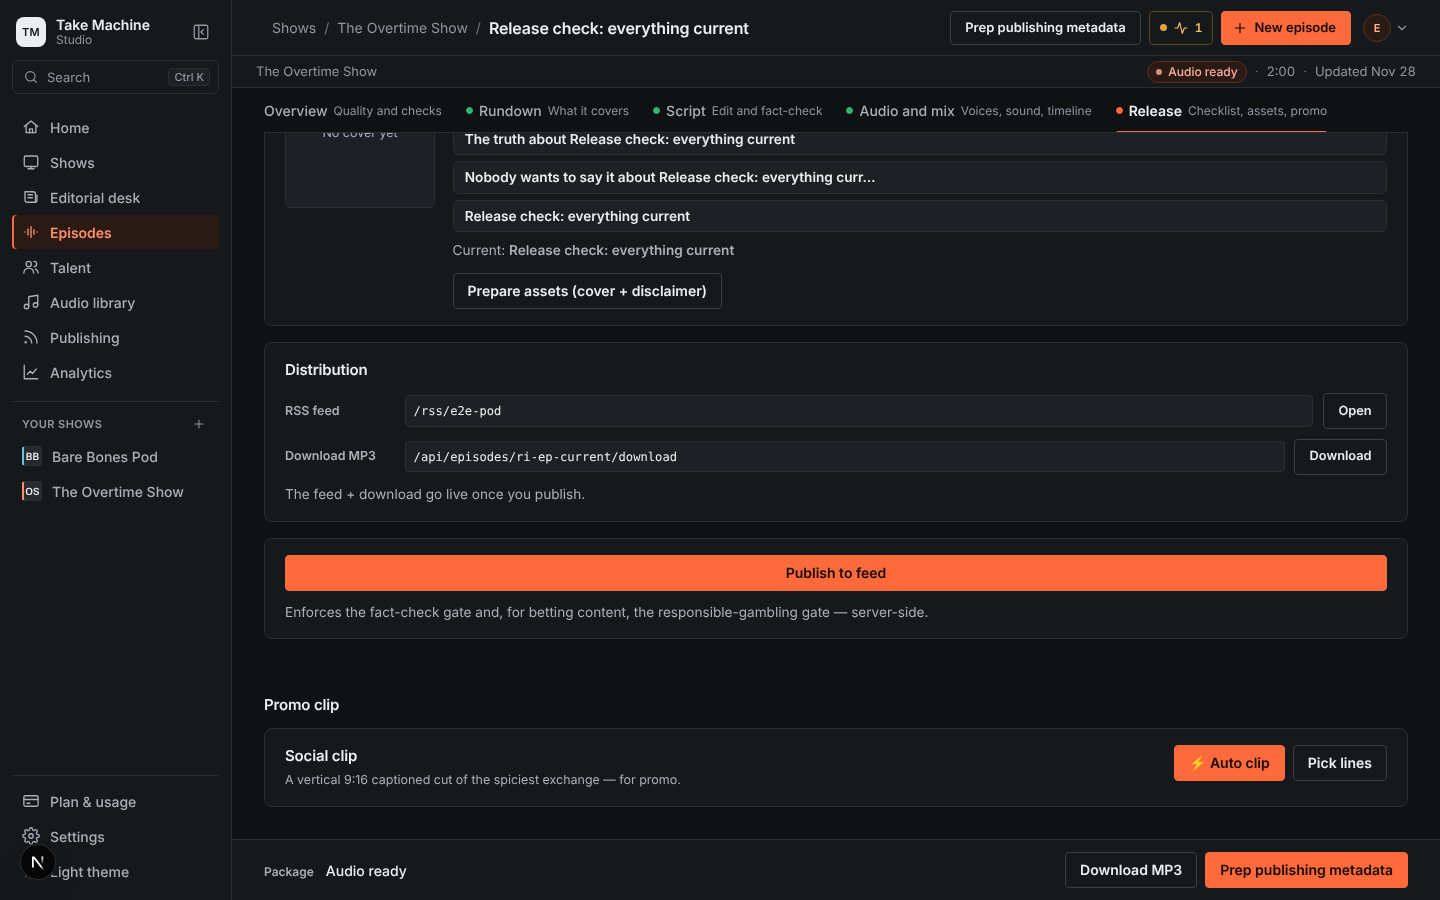 TM
Take Machine
Studio
Search
Ctrl K
Home
Shows
Editorial desk
Episodes
Talent
Audio library
Publishing
Analytics
YOUR SHOWS
BB Bare Bones Pod
OS The Overtime Show
Plan & usage
Settings
N
Light theme
Shows / The Overtime Show / Release check: everything current
Prep publishing metadata
1
+ New episode
E
The Overtime Show
Audio ready · 2:00 · Updated Nov 28
Overview Quality and checks
Rundown What it covers
Script Edit and fact-check
Audio and mix Voices, sound, timeline
Release Checklist, assets, promo
No cover yet
The truth about Release check: everything current
Nobody wants to say it about Release check: everything curr...
Release check: everything current
Current: Release check: everything current
Prepare assets (cover + disclaimer)
Distribution
RSS feed
/rss/e2e-pod
Open
Download MP3
/api/episodes/ri-ep-current/download
Download
The feed + download go live once you publish.
Publish to feed
Enforces the fact-check gate and, for betting content, the responsible-gambling gate — server-side.
Promo clip
Social clip
A vertical 9:16 captioned cut of the spiciest exchange — for promo.
⚡ Auto clip
Pick lines
Package Audio ready
Download MP3
Prep publishing metadata